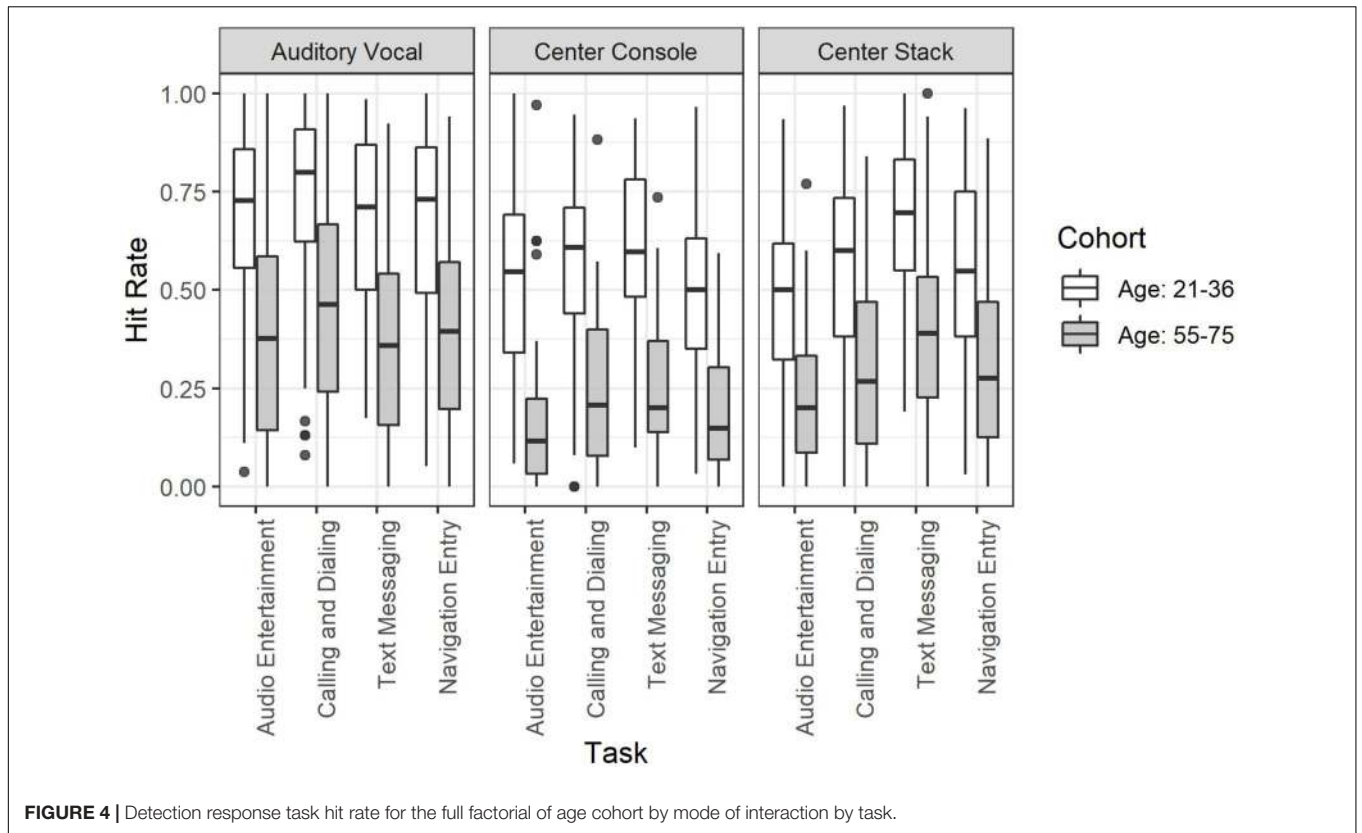 Auditory Vocal
Center Console
Center Stack
1.00
0.75
0.50
0.25
0.00
Hit Rate
Audio Entertainment
Calling and Dialing
Text Messaging
Navigation Entry
Audio Entertainment
Calling and Dialing
Text Messaging
Navigation Entry
Audio Entertainment
Calling and Dialing
Text Messaging
Navigation Entry
Task
Cohort
Age: 21-36
Age: 55-75
FIGURE 4 | Detection response task hit rate for the full factorial of age cohort by mode of interaction by task.